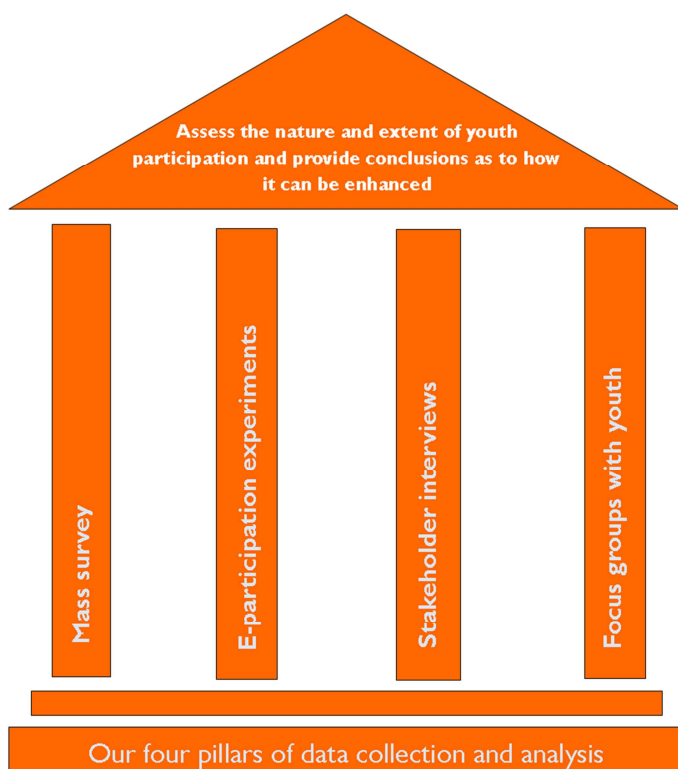 Assess the nature and extent of youth
participation and provide conclusions as to how
it can be enhanced
Mass survey
E-participation experiments
Stakeholder interviews
Focus groups with youth
Our four pillars of data collection and analysis